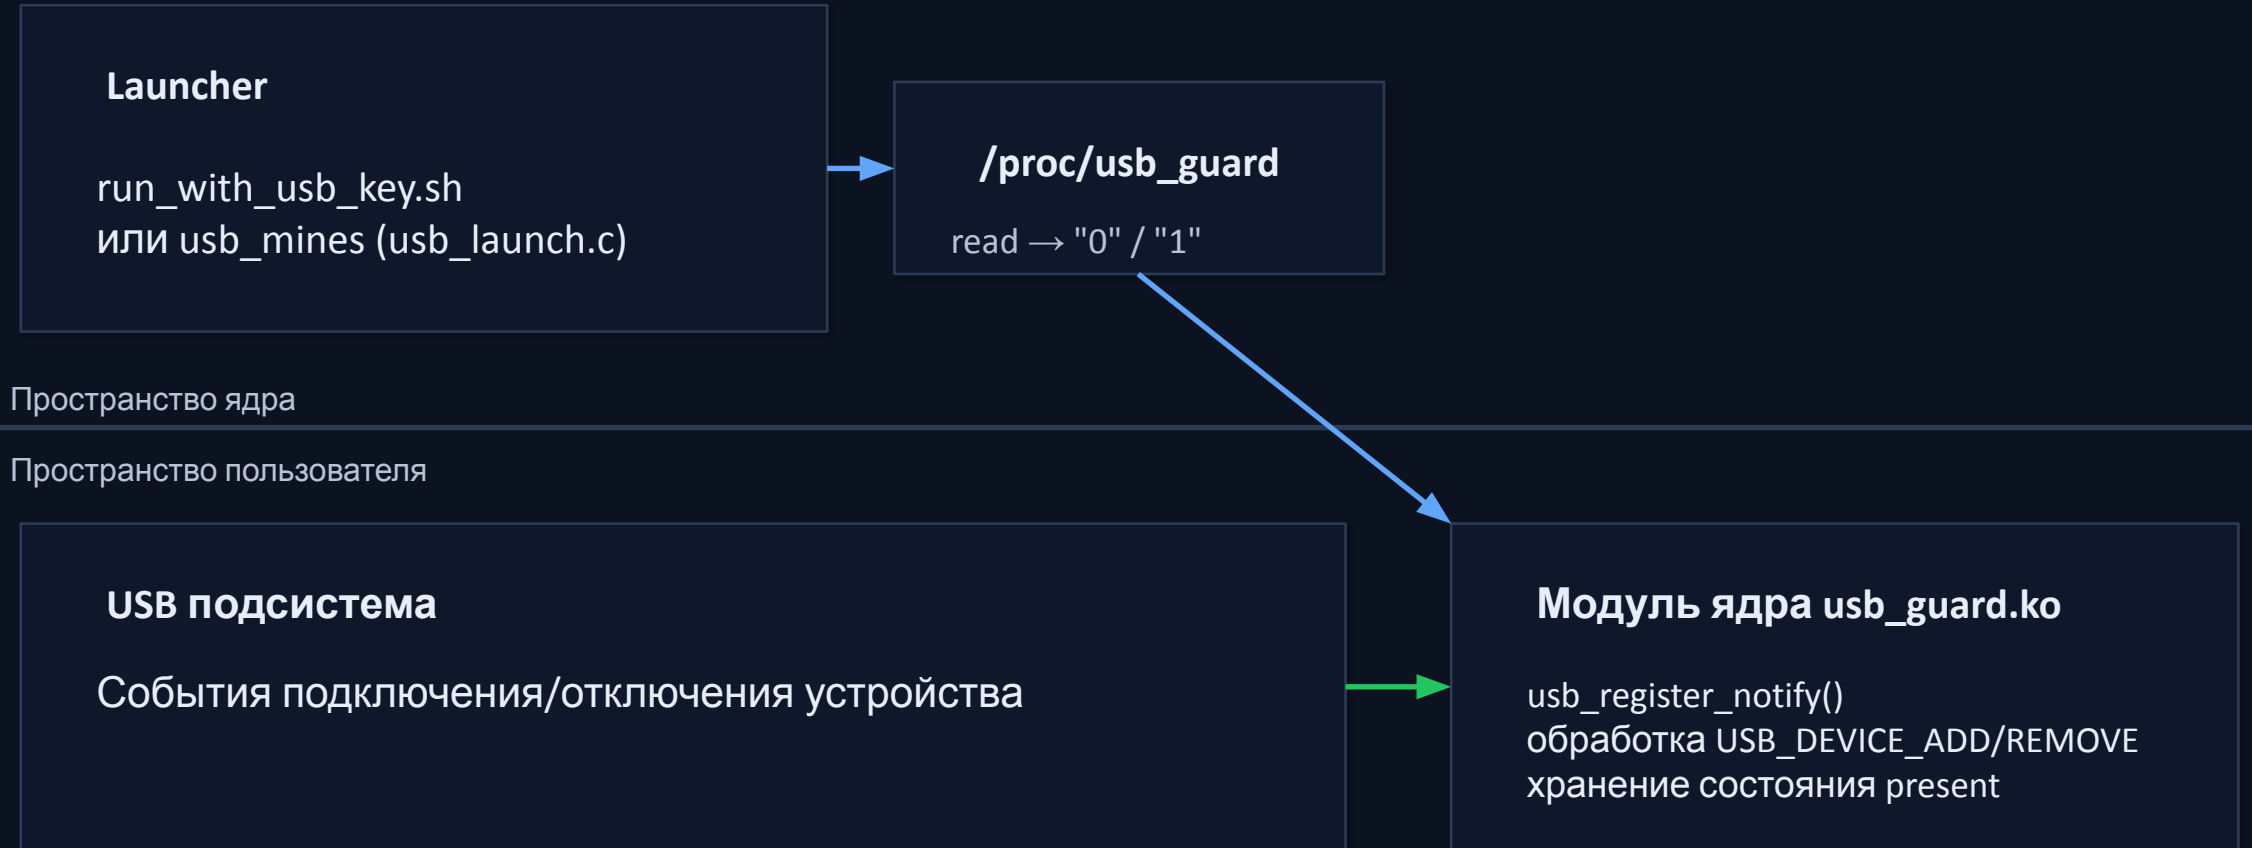 Launcher
run_with_usb_key.sh
или usb_mines (usb_launch.c)
/proc/usb_guard
read → "0" / "1"
Пространство ядра
Пространство пользователя
USB подсистема
События подключения/отключения устройства
Модуль ядра usb_guard.ko
usb_register_notify()
обработка USB_DEVICE_ADD/REMOVE
хранение состояния present